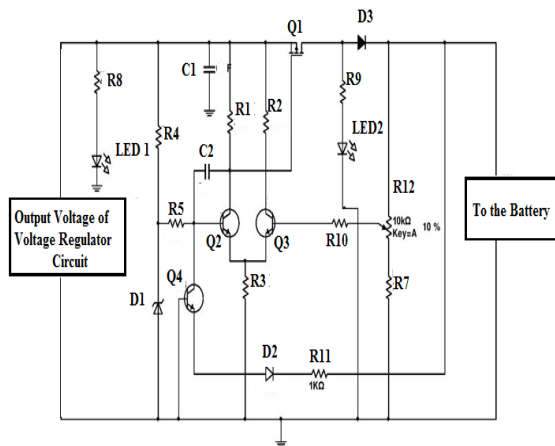 Q1
D3
R8
C1
F
R1
R2
R9
R4
LED 1
C2
LED2
R12
Output Voltage of
Voltage Regulator
Circuit
R5
Q2
Q3
R10
10kΩ
Key=A
10 %
To the Battery
D1
Q4
R3
R7
D2
R11
1KΩ